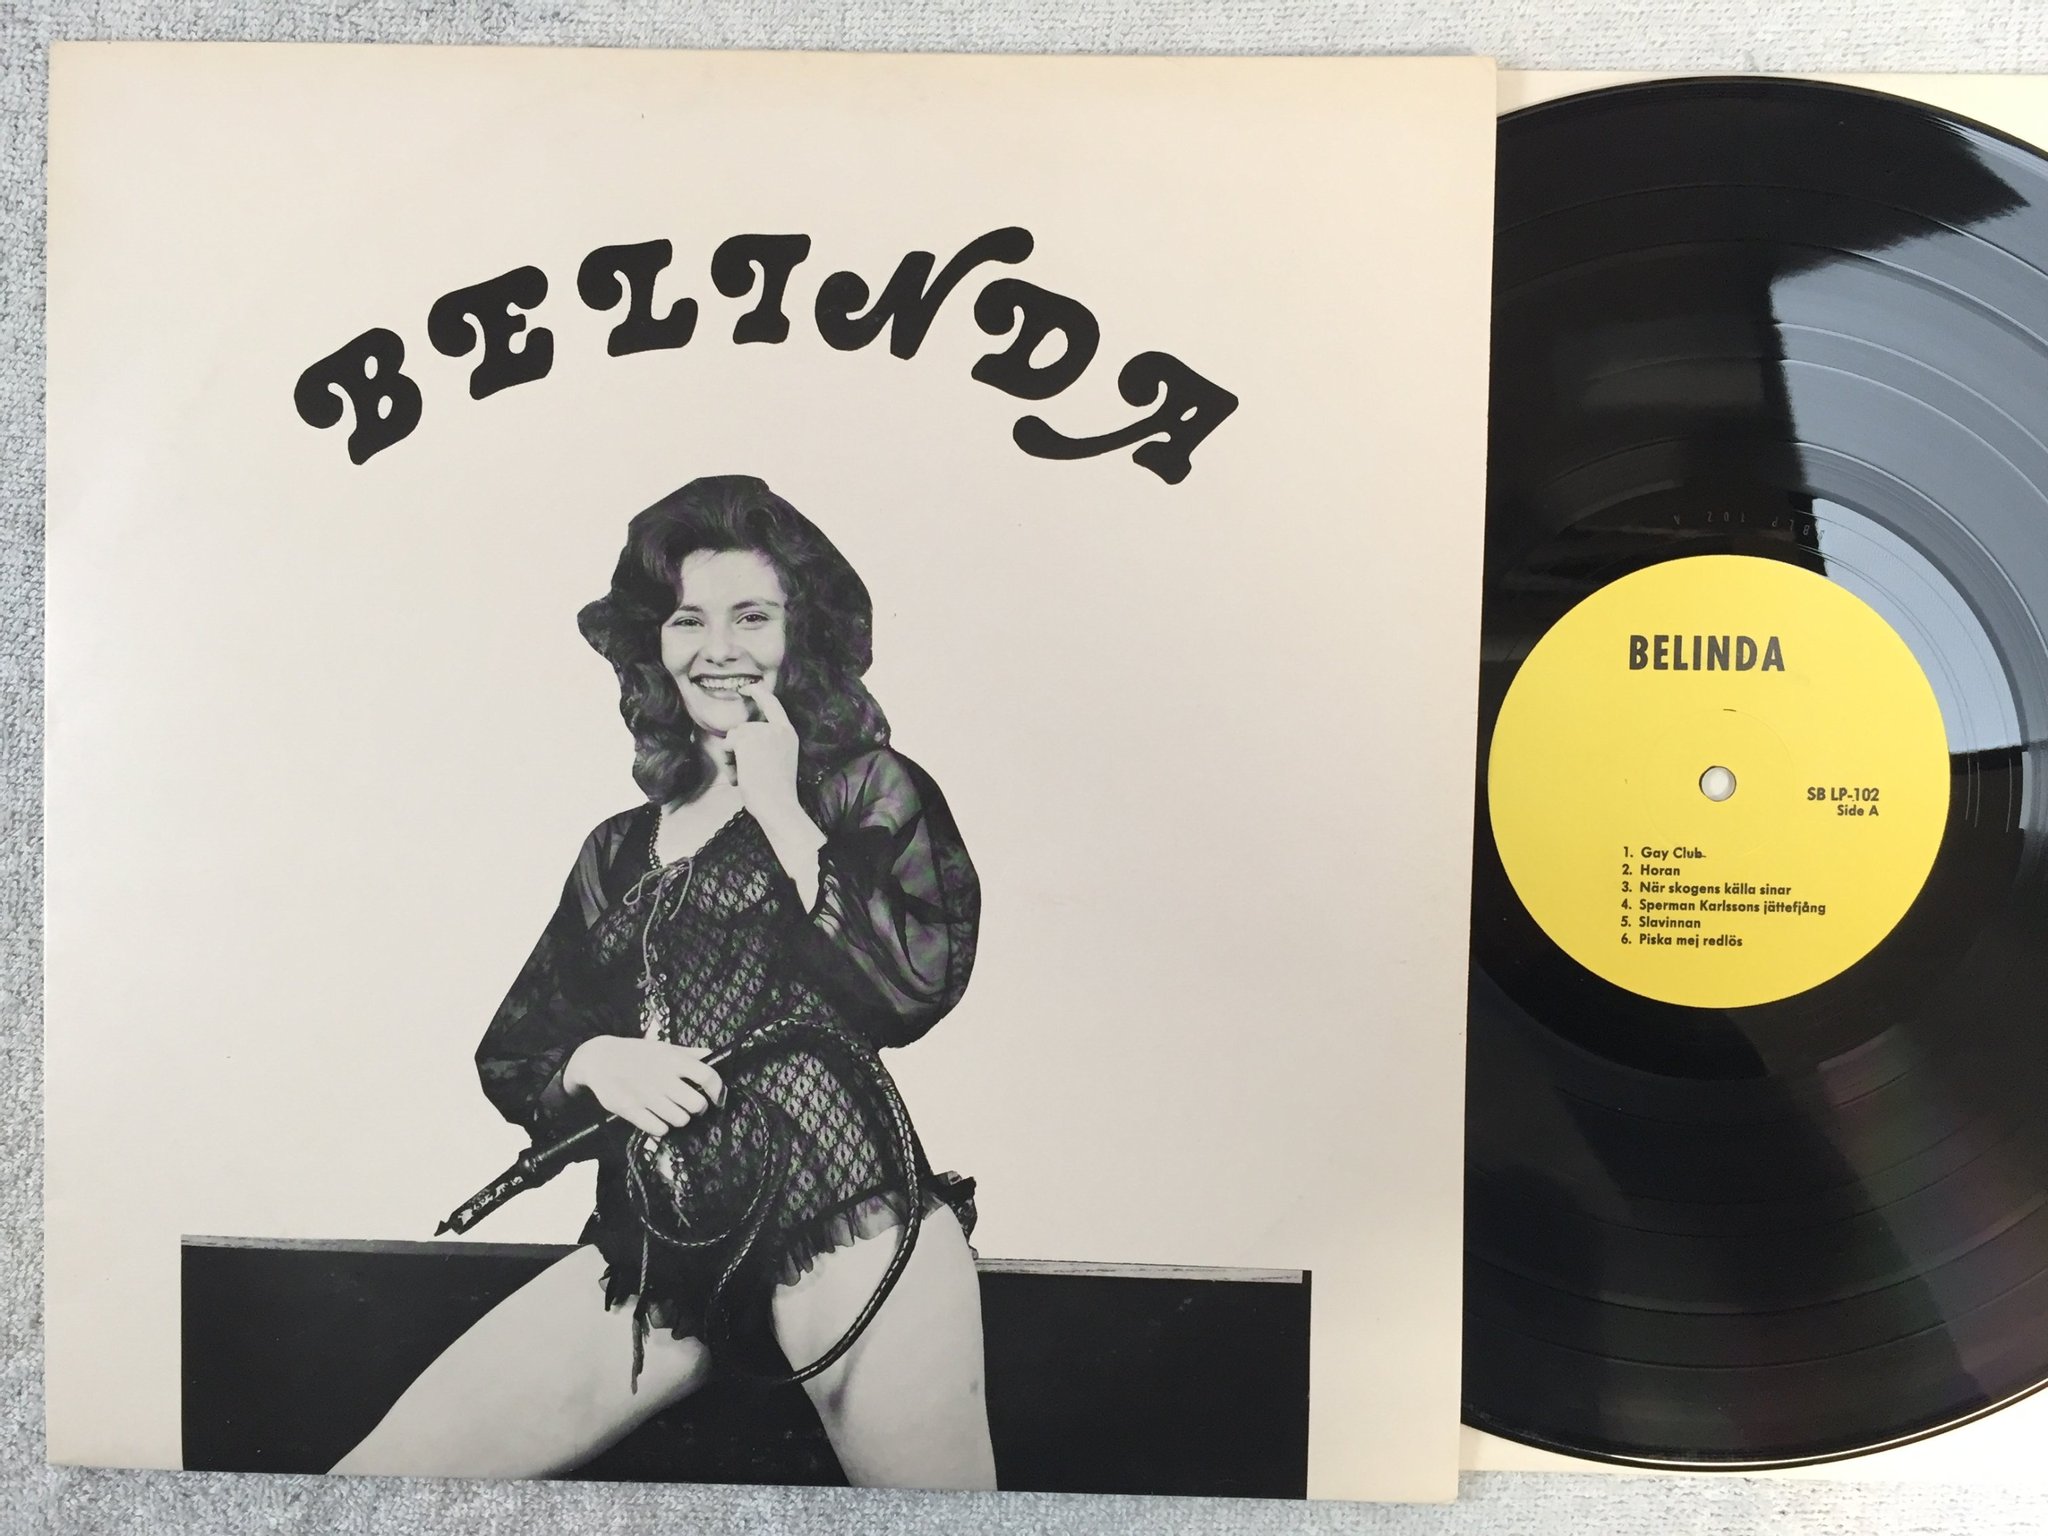 BELINDA
BELINDA
SB LP-102
Side A
1. Gay Club
2. Horan
3. När skogens källa sinar
4. Sperman Karlssons jättefjång
5. Slavinnan
6. Piska mej redlös